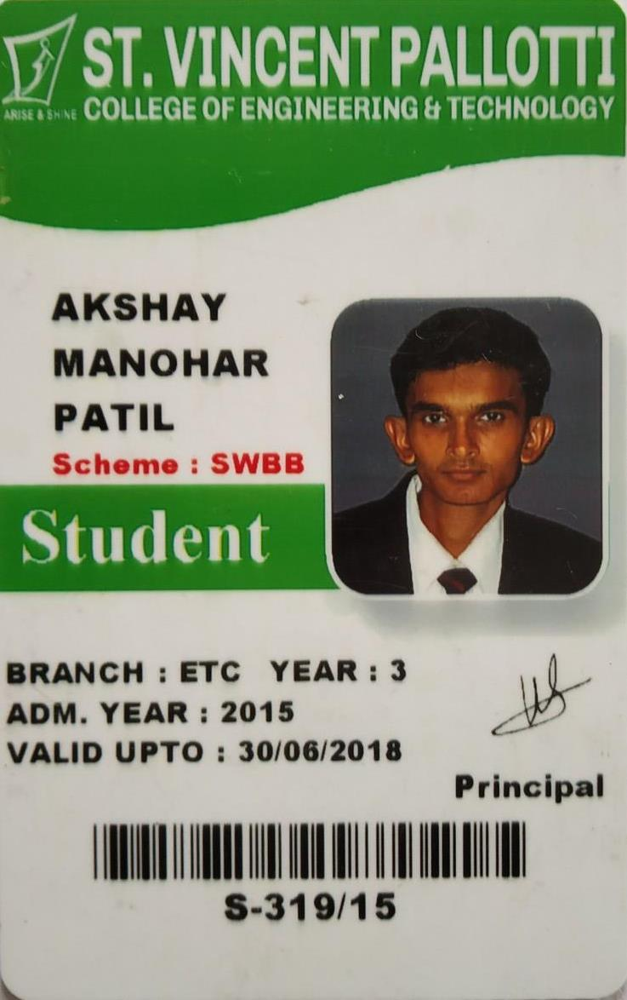 ST. VINCENT PALLOTTI
ARISE & SHINE COLLEGE OF ENGINEERING & TECHNOLOGY
AKSHAY
MANOHAR
PATIL
Scheme : SWBB
Student
BRANCH : ETC YEAR : 3
ADM. YEAR : 2015
VALID UPTO : 30/06/2018
Principal
S-319/15